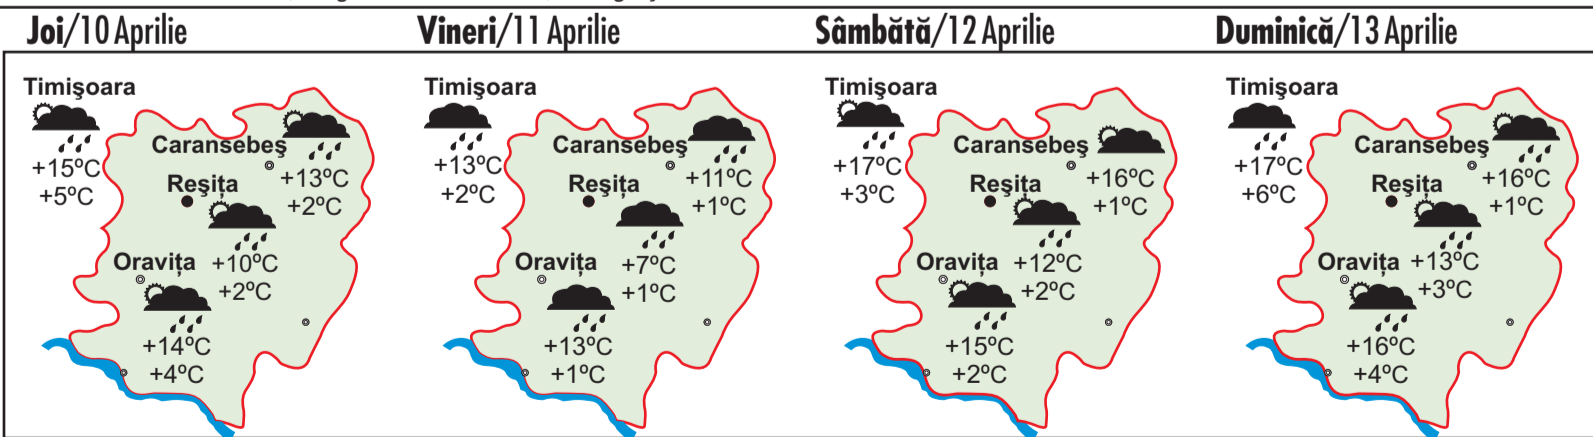 Joi/10 Aprilie
Timişoara
+15ºC
+5ºC
Caransebeş
+13ºC
+2ºC
Reşiţa
+10ºC
+2ºC
Oraviţa
+14ºC
+4ºC
Vineri/11 Aprilie
Timişoara
+13ºC
+2ºC
Caransebeş
+11ºC
+1ºC
Reşiţa
+7ºC
+1ºC
Oraviţa
+13ºC
+1ºC
Sâmbătă/12 Aprilie
Timişoara
+17ºC
+3ºC
Caransebeş
+16ºC
+1ºC
Reşiţa
+12ºC
+2ºC
Oraviţa
+15ºC
+2ºC
Duminică/13 Aprilie
Timişoara
+17ºC
+6ºC
Caransebeş
+16ºC
+1ºC
Reşiţa
+13ºC
+3ºC
Oraviţa
+16ºC
+4ºC